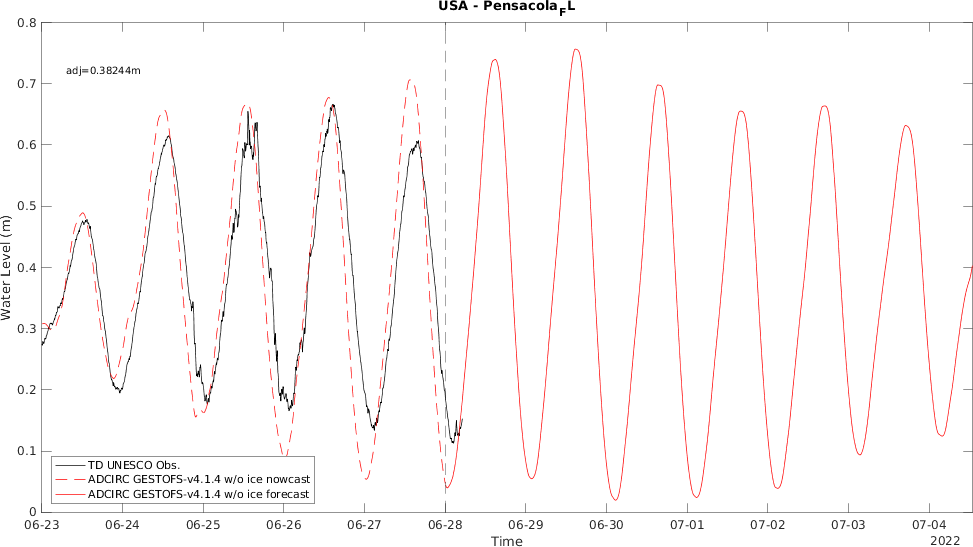 USA - Pensacola_FL
0.8
0.7
0.6
0.5
0.4
0.3
0.2
0.1
0
Water Level (m)
adj=0.38244m
TD UNESCO Obs.
ADCIRC GESTOFS-v4.1.4 w/o ice nowcast
ADCIRC GESTOFS-v4.1.4 w/o ice forecast
06-23 06-24 06-25 06-26 06-27 06-28 06-29 06-30 07-01 07-02 07-03 07-04
Time
2022